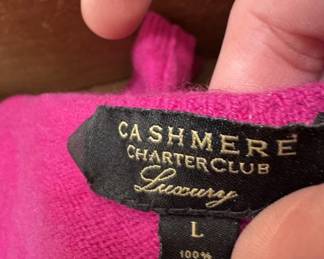 CASHMERE
CHARTER CLUB
Luxury
L
100%